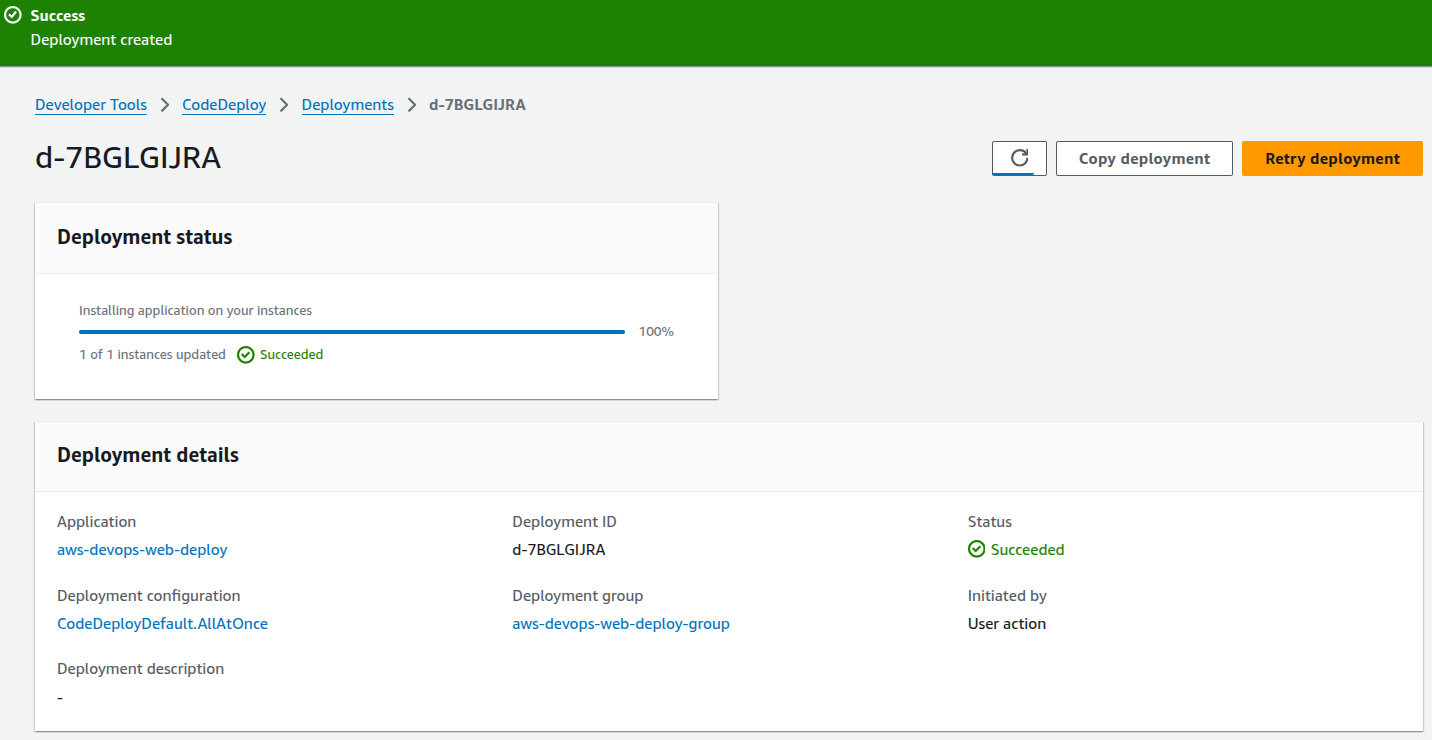 Success
Deployment created
Developer Tools > CodeDeploy > Deployments > d-7BGLGIJRA
d-7BGLGIJRA
Copy deployment
Retry deployment
Deployment status
Installing application on your instances
100%
1 of 1 instances updated Succeeded
Deployment details
Application Deployment ID Status
aws-devops-web-deploy d-7BGLGIJRA Succeeded
Deployment configuration Deployment group Initiated by
CodeDeployDefault.AllAtOnce aws-devops-web-deploy-group User action
Deployment description
-